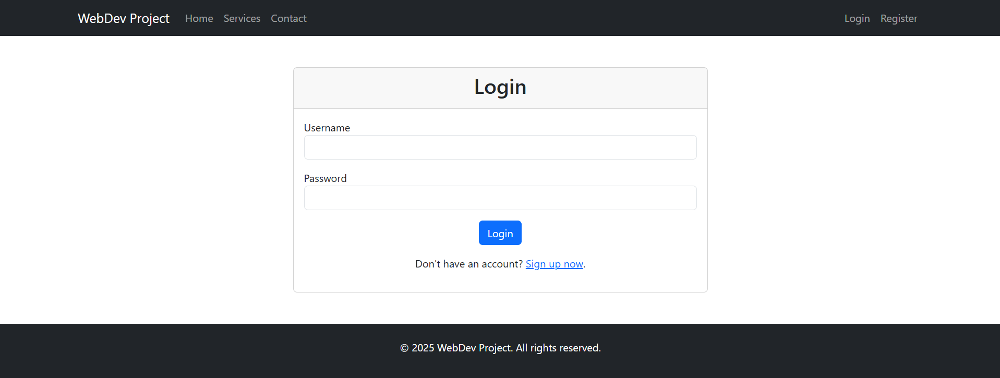 WebDev Project Home Services Contact Login Register
Login
Username
Password
Login
Don't have an account? Sign up now.
© 2025 WebDev Project. All rights reserved.